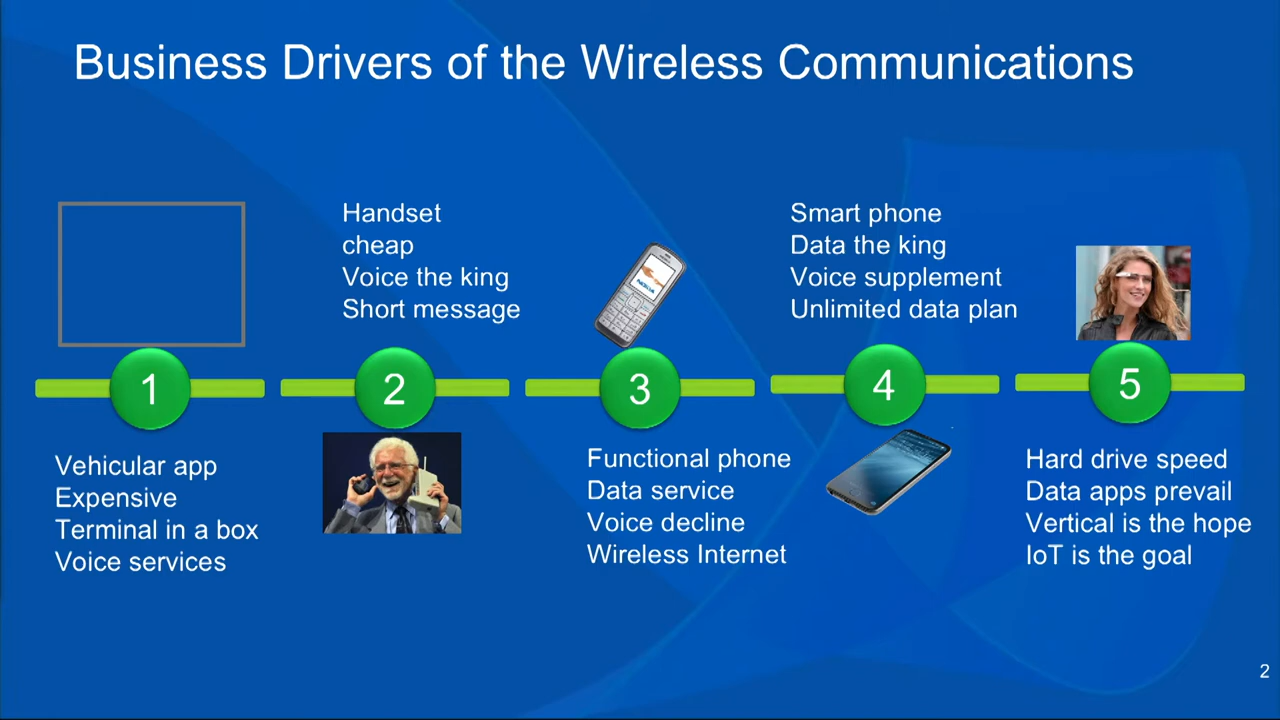 Business Drivers of the Wireless Communications
Handset
cheap
Voice the king
Short message
Smart phone
Data the king
Voice supplement
Unlimited data plan
NOKIA
1
2
3
4
5
Vehicular app
Expensive
Terminal in a box
Voice services
Functional phone
Data service
Voice decline
Wireless Internet
Hard drive speed
Data apps prevail
Vertical is the hope
IoT is the goal
2